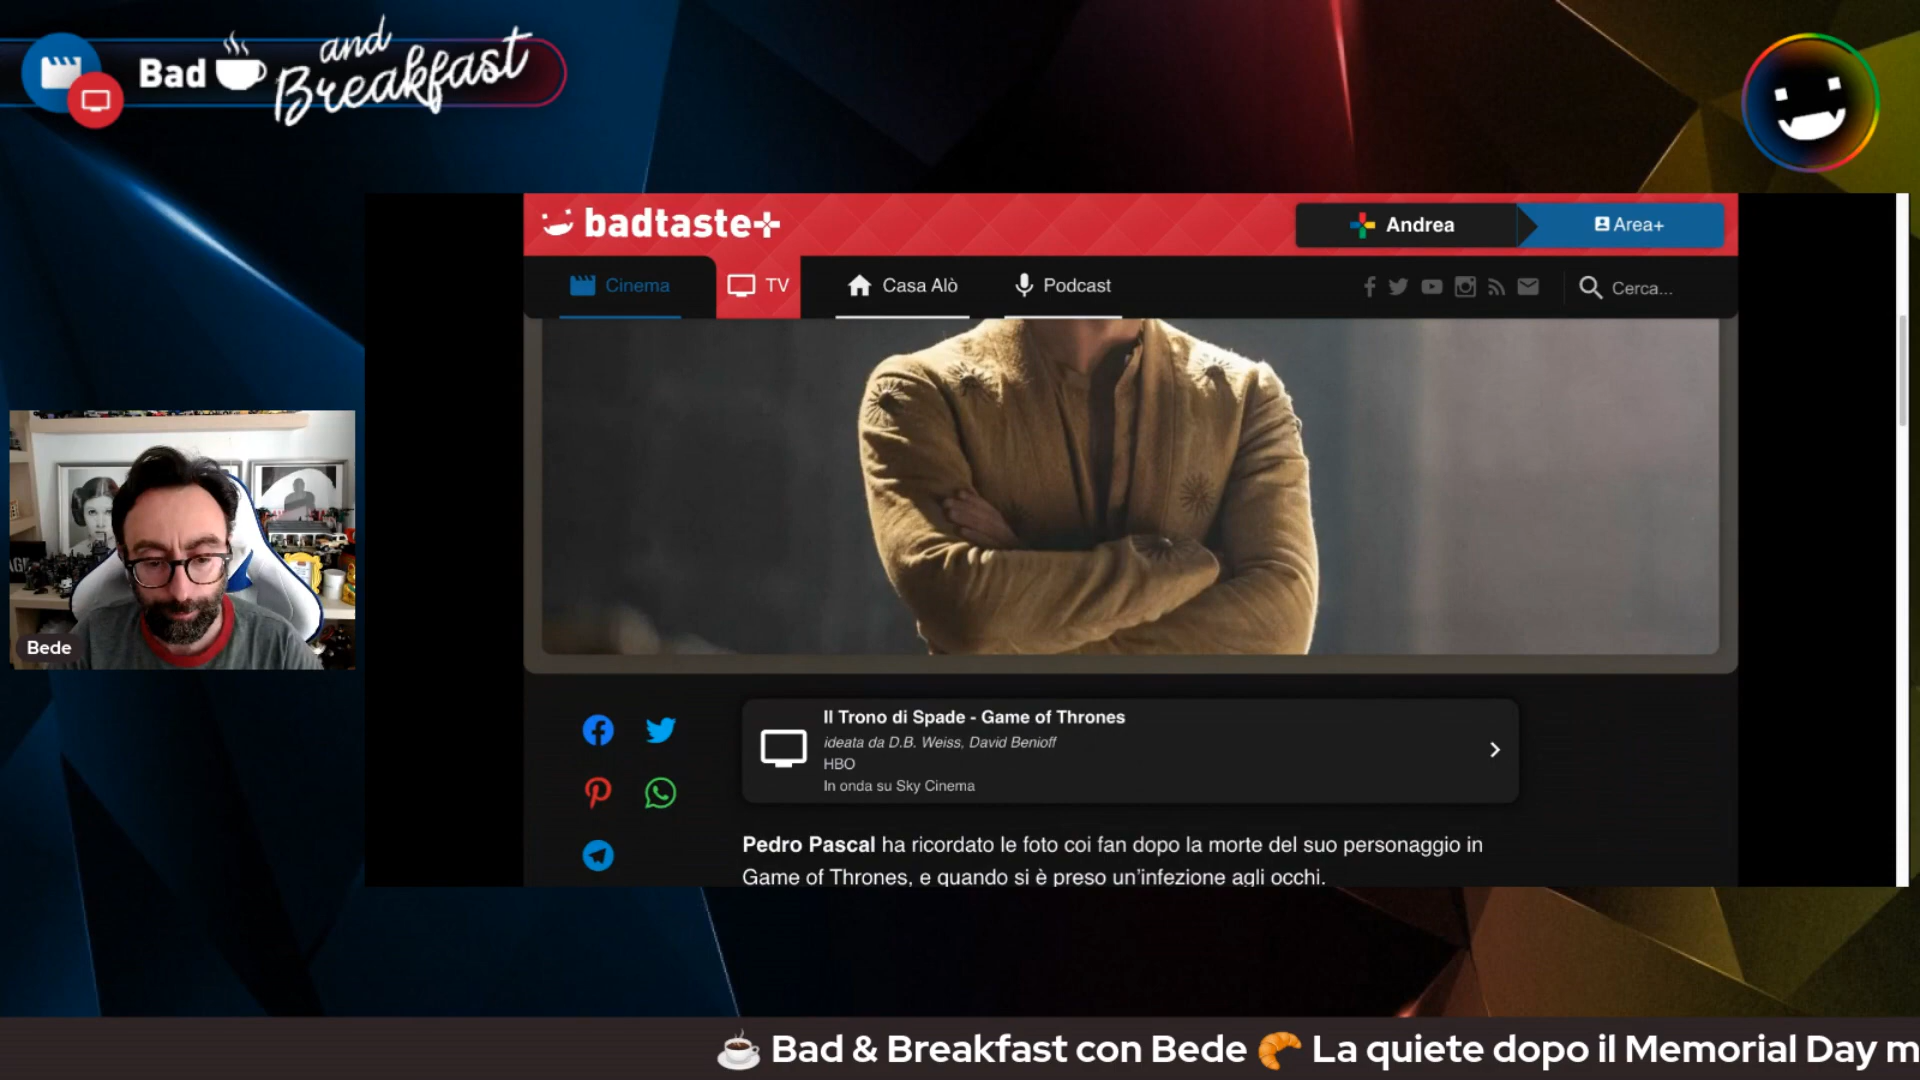 Bad and Breakfast
badtaste+
Andrea
Area+
Cinema
TV
Casa Alò
Podcast
Cerca...
Bede
Il Trono di Spade - Game of Thrones
ideata da D.B. Weiss, David Benioff
HBO
In onda su Sky Cinema
Pedro Pascal ha ricordato le foto coi fan dopo la morte del suo personaggio in
Game of Thrones, e quando si è preso un'infezione agli occhi.
Bad & Breakfast con Bede 🥐 La quiete dopo il Memorial Day m